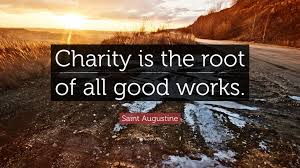 Charity is the root
of all good works.
Saint Augustine